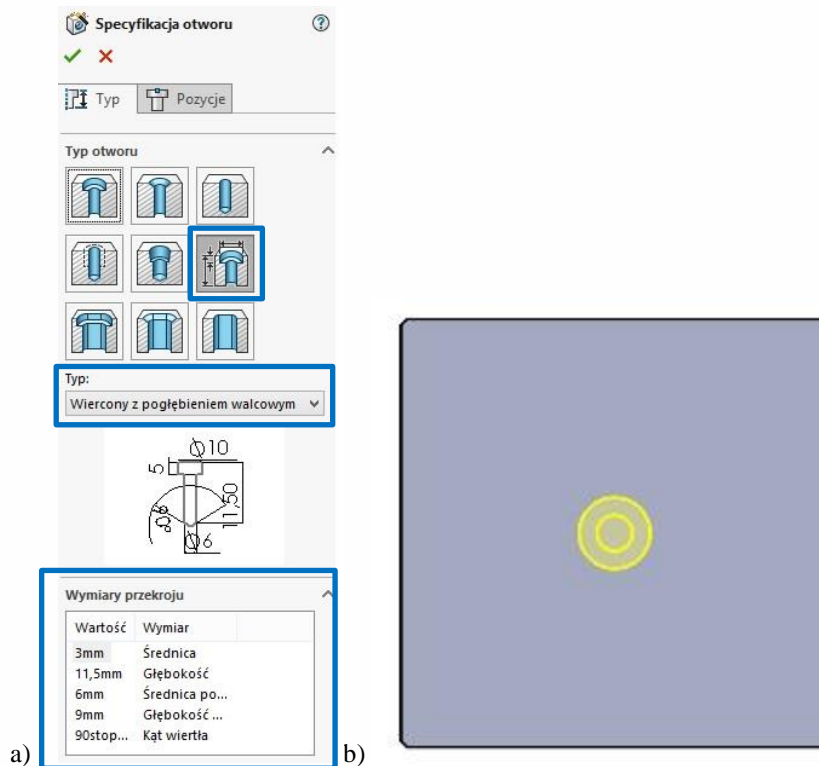 Specyfikacja otworu
Typ
Pozycje
Typ otworu
Typ:
Wiercony z pogłębieniem walcowym
Ø10
5
11,50
Ø6
Wymiary przekroju
Wartość Wymiar
3mm Średnica
11,5mm Głębokość
6mm Średnica po...
9mm Głębokość ...
90stop... Kąt wiertła
a)
b)